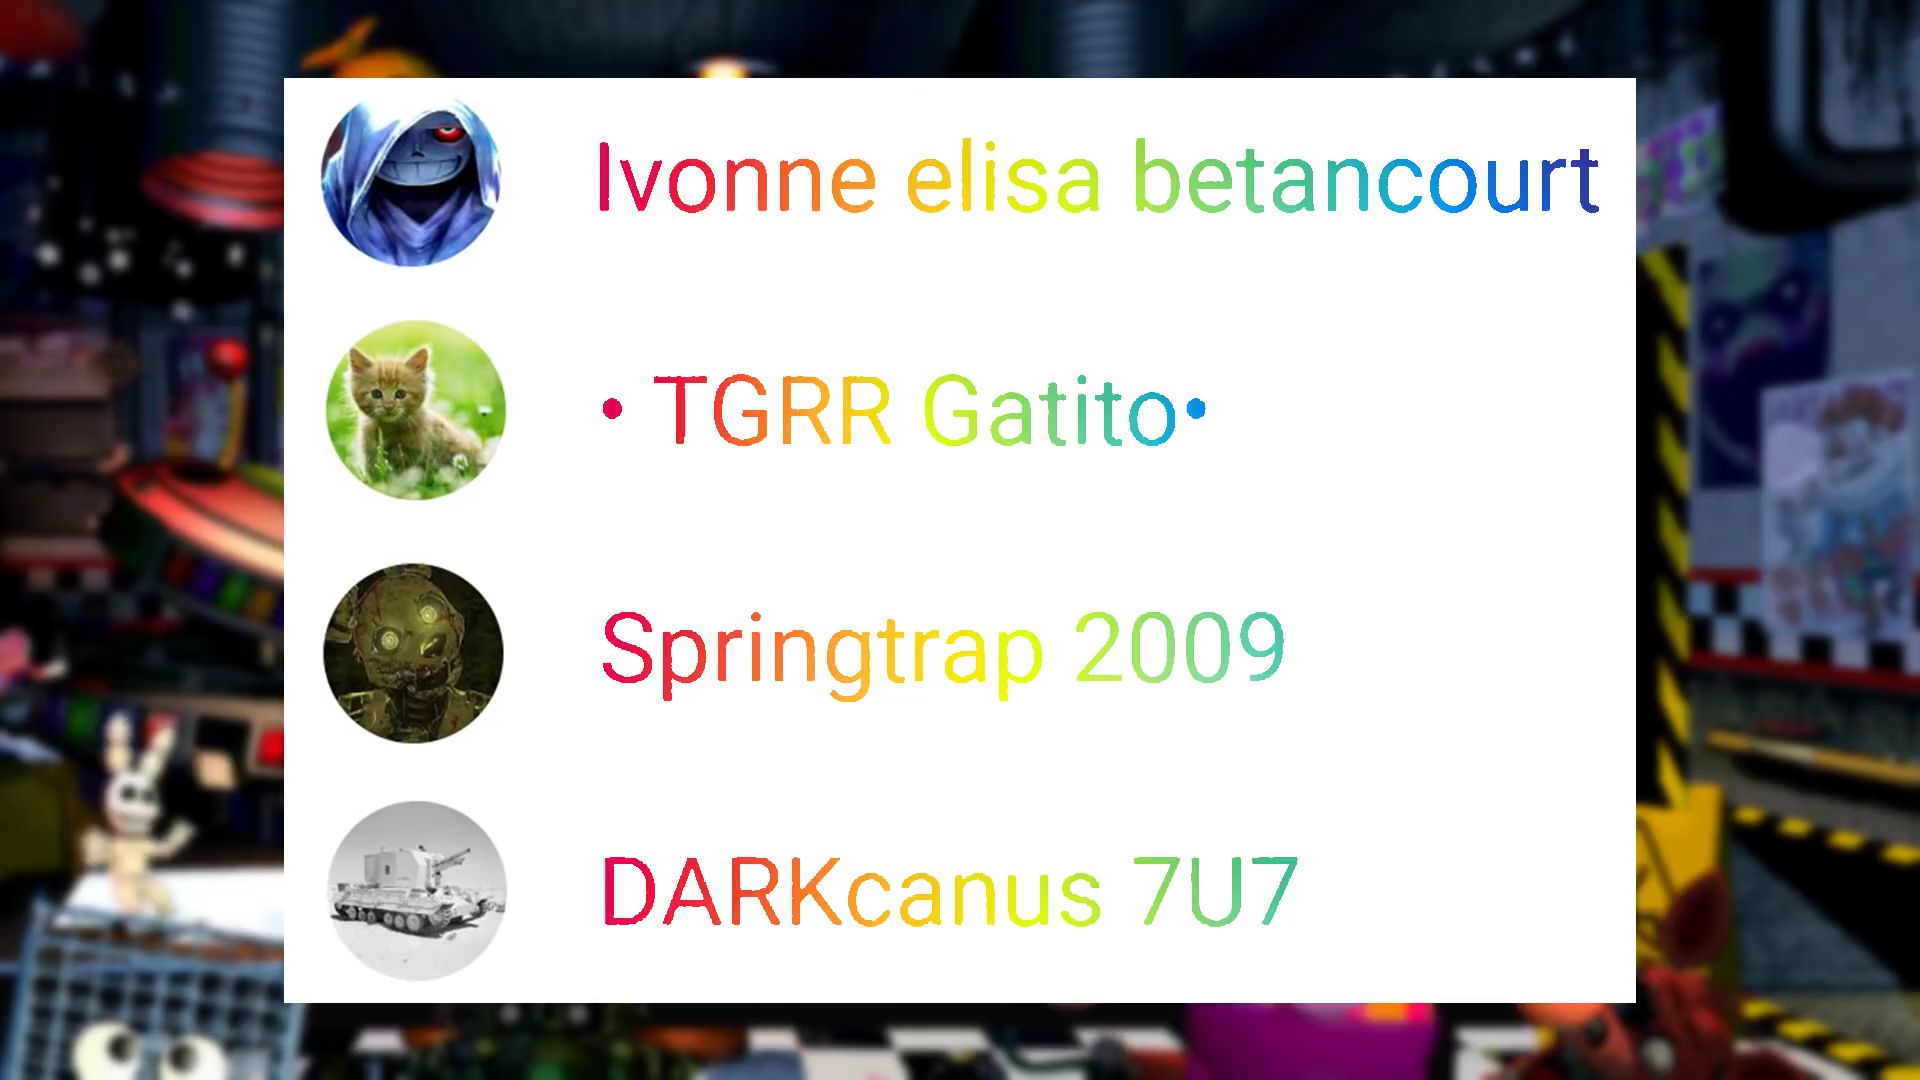 Ivonne elisa betancourt
• TGRR Gatito•
Springtrap 2009
DARKcanus 7U7